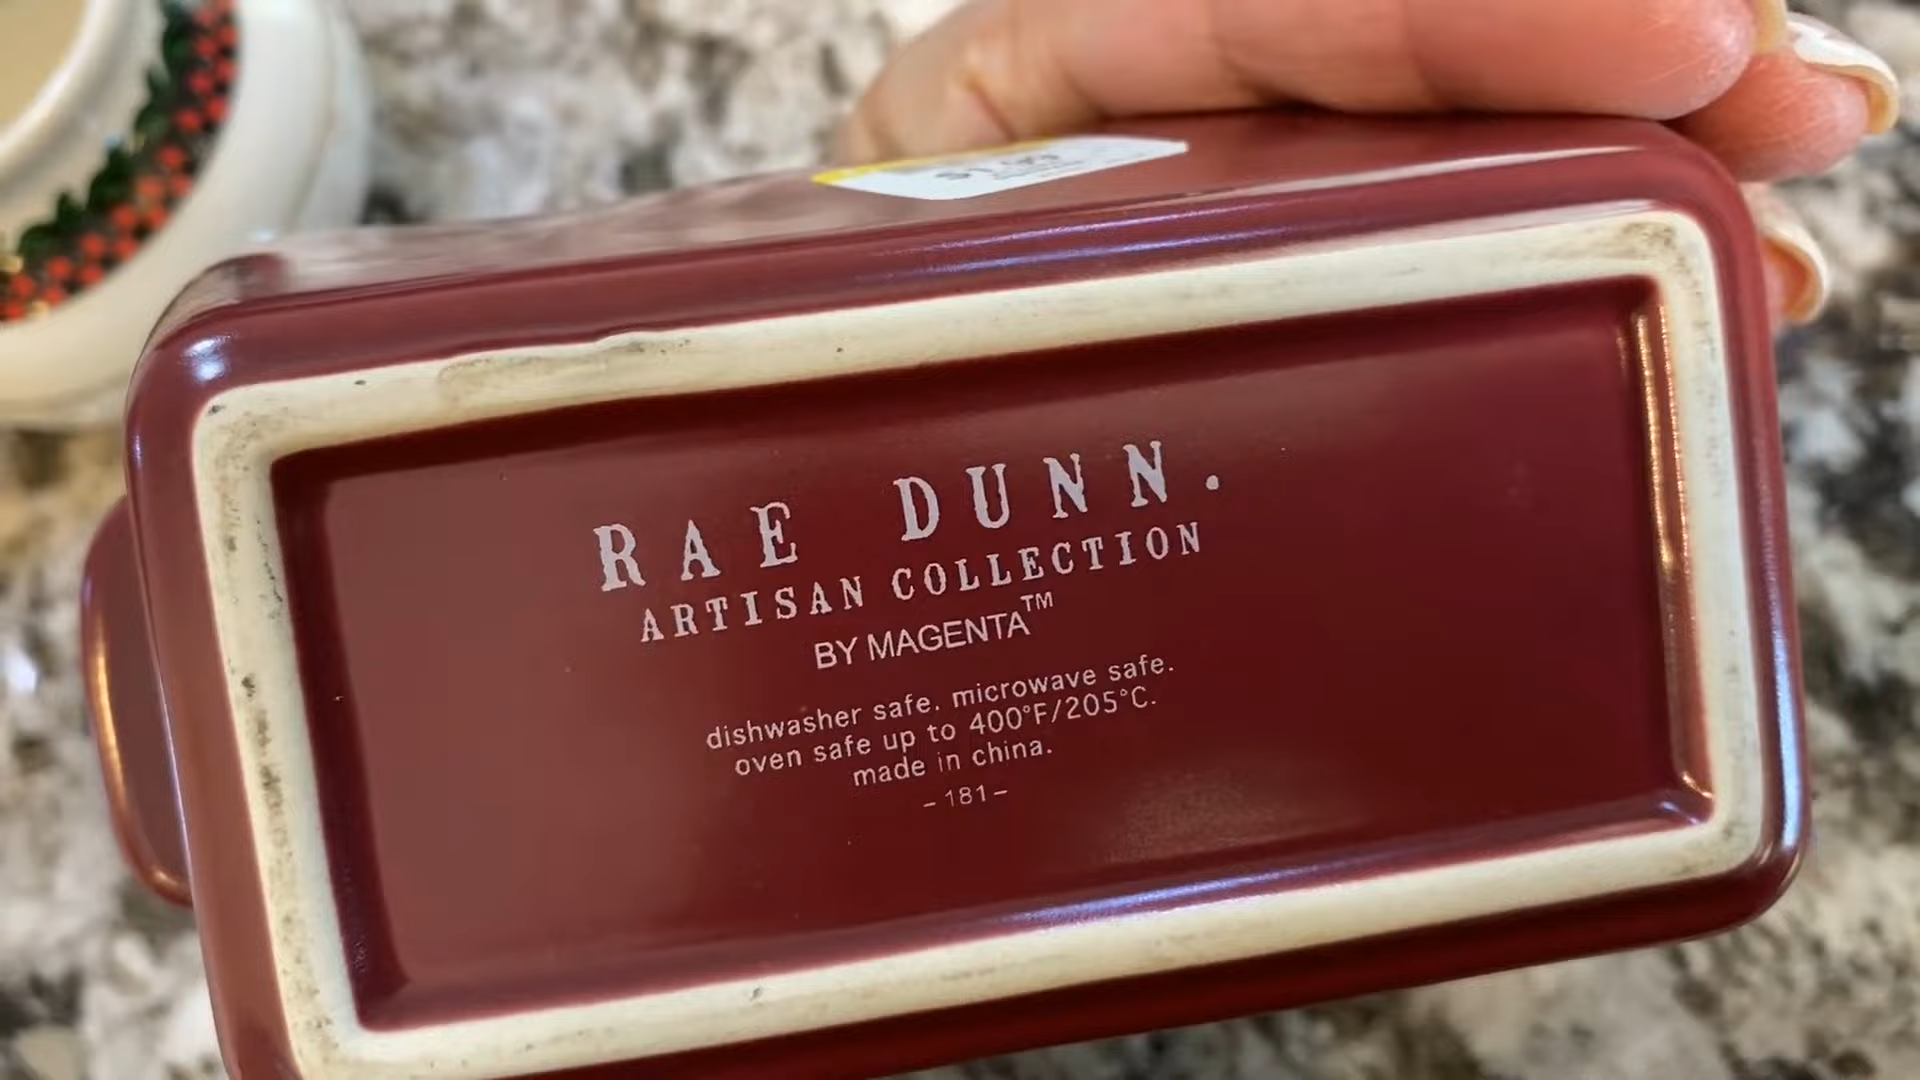 RAE DUNN.
ARTISAN COLLECTION
BY MAGENTA™
dishwasher safe. microwave safe.
oven safe up to 400°F/205°C.
made in china.
–181–